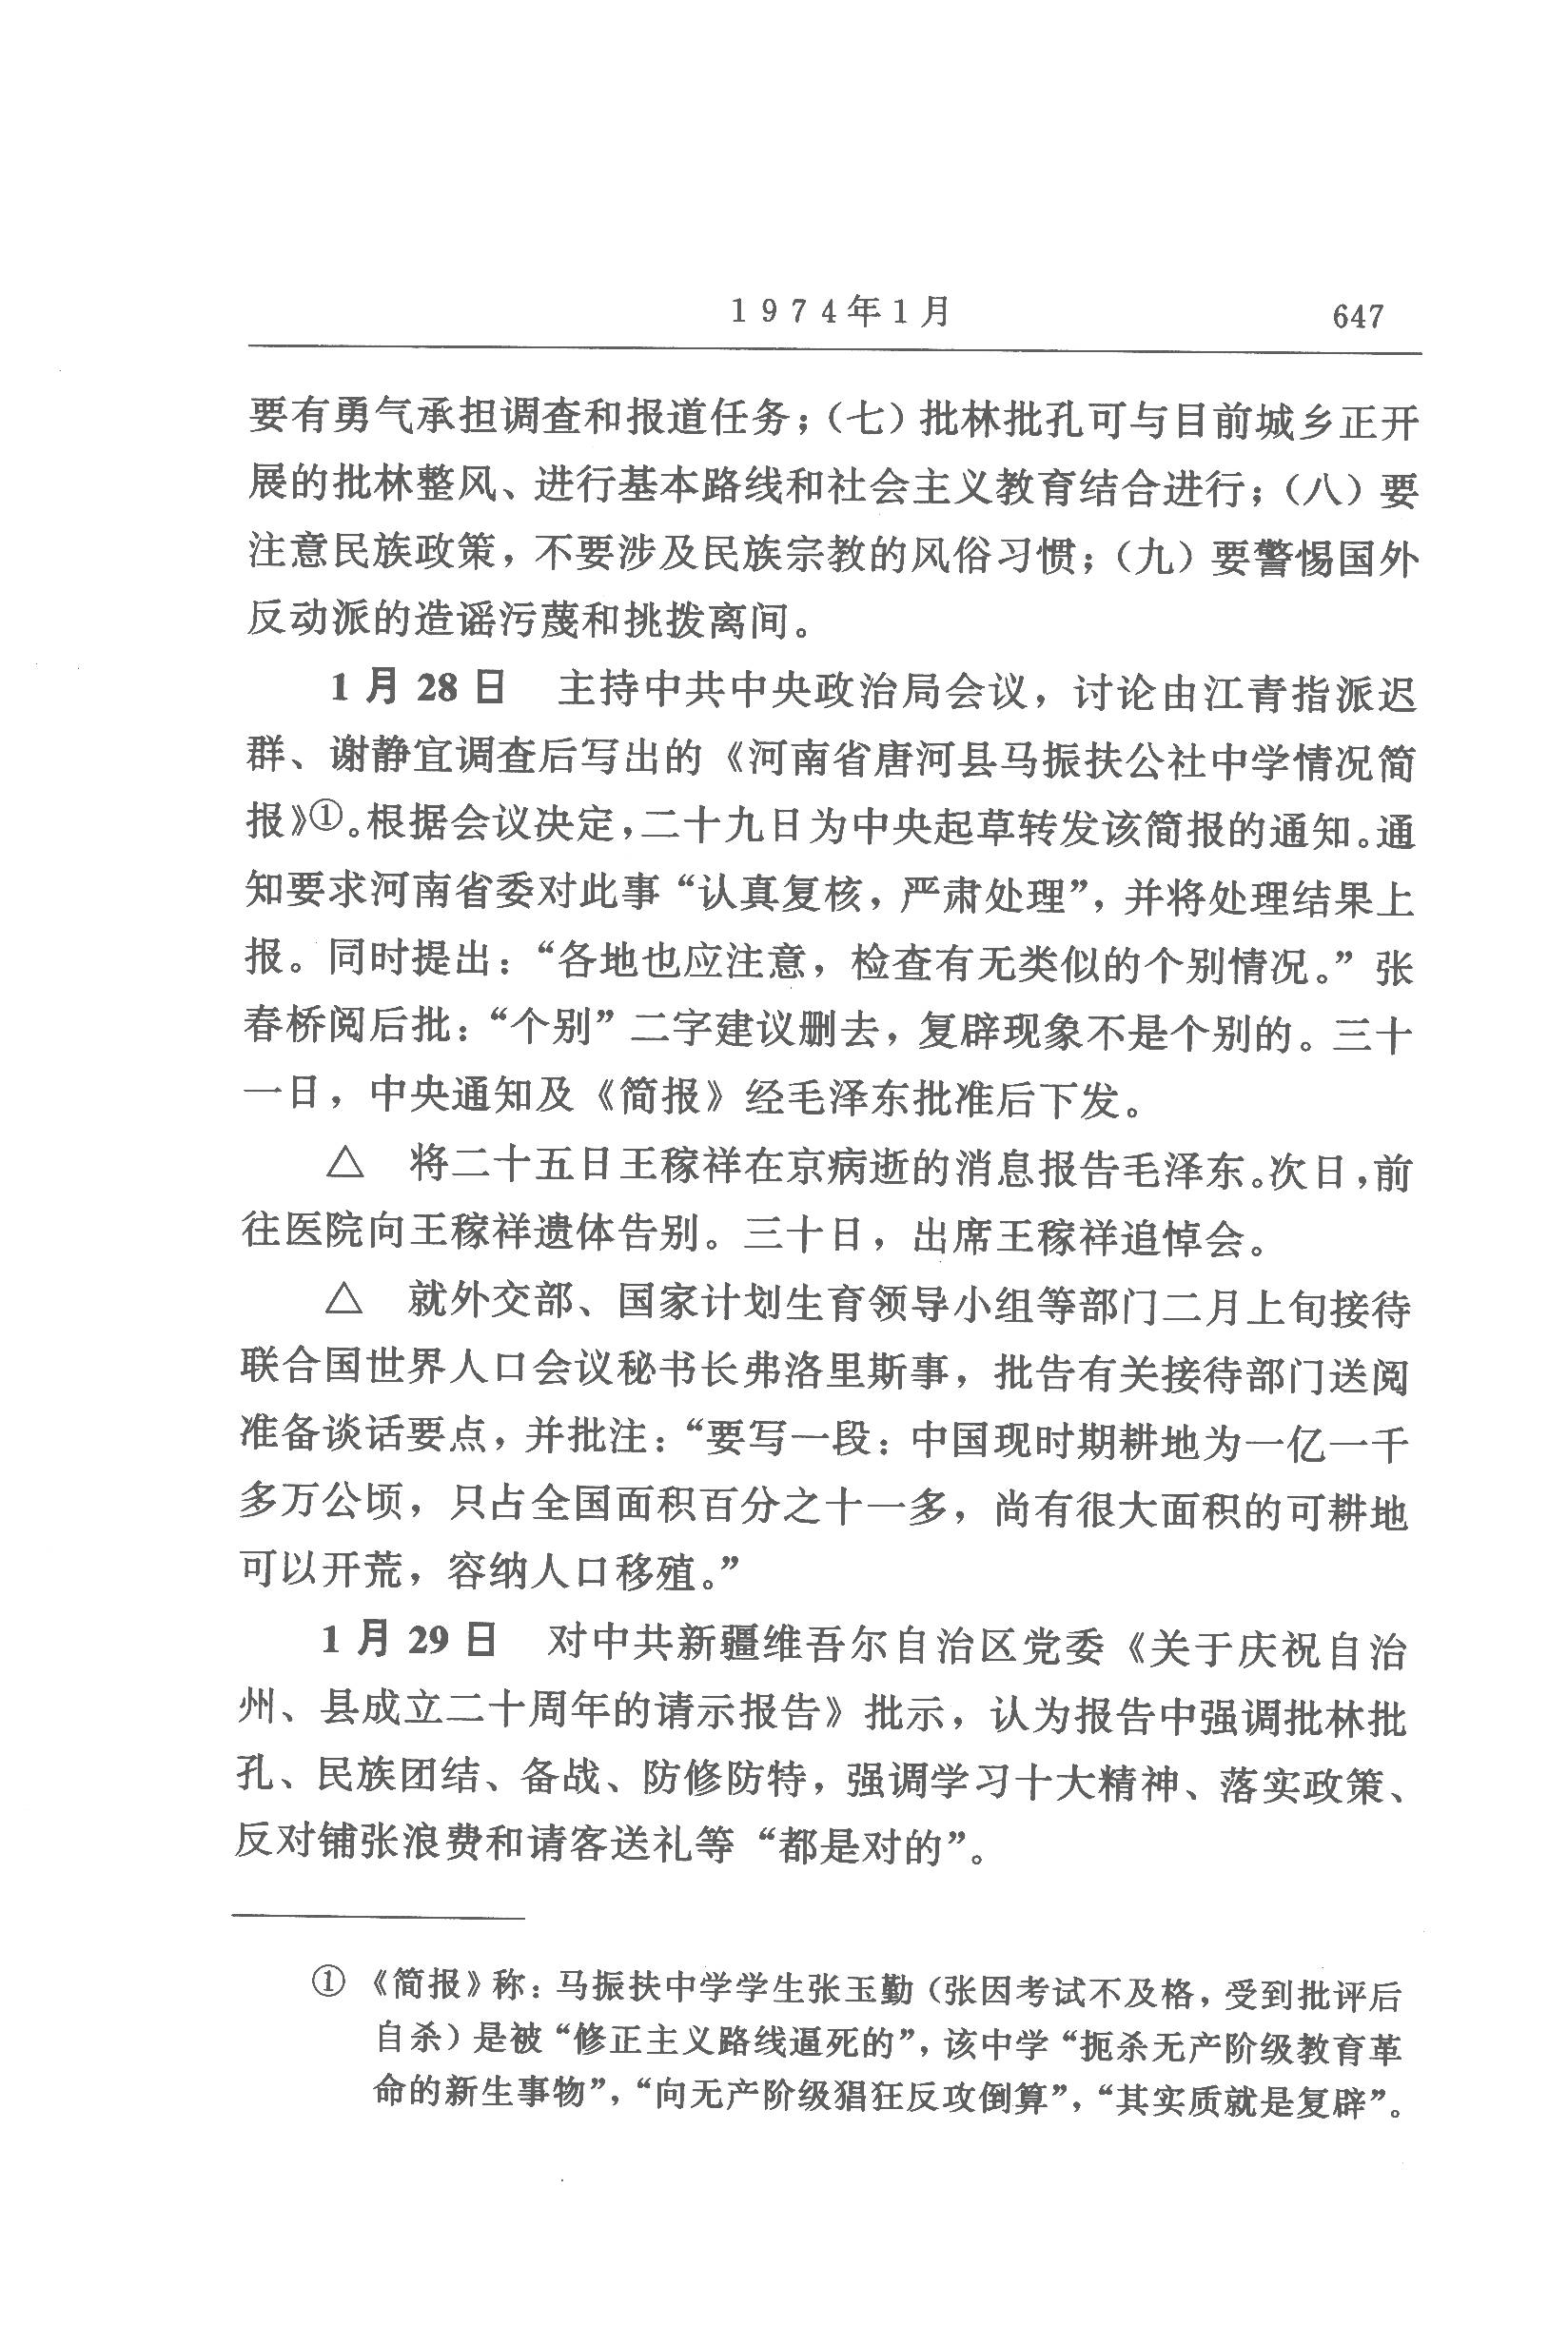 1974年1月 647
要有勇气承担调查和报道任务；（七）批林批孔可与目前城乡正开
展的批林整风、进行基本路线和社会主义教育结合进行；（八）要
注意民族政策，不要涉及民族宗教的风俗习惯；（九）要警惕国外
反动派的造谣污蔑和挑拨离间。
1月28日 主持中共中央政治局会议，讨论由江青指派迟
群、谢静宜调查后写出的《河南省唐河县马振扶公社中学情况简
报》①。根据会议决定，二十九日为中央起草转发该简报的通知。通
知要求河南省委对此事“认真复核，严肃处理”，并将处理结果上
报。同时提出：“各地也应注意，检查有无类似的个别情况。”张
春桥阅后批：“个别”二字建议删去，复辟现象不是个别的。三十
一日，中央通知及《简报》经毛泽东批准后下发。
△ 将二十五日王稼祥在京病逝的消息报告毛泽东。次日，前
往医院向王稼祥遗体告别。三十日，出席王稼祥追悼会。
△ 就外交部、国家计划生育领导小组等部门二月上旬接待
联合国世界人口会议秘书长弗洛里斯事，批告有关接待部门送阅
准备谈话要点，并批注：“要写一段：中国现时期耕地为一亿一千
多万公顷，只占全国面积百分之十一多，尚有很大面积的可耕地
可以开荒，容纳人口移殖。”
1月29日 对中共新疆维吾尔自治区党委《关于庆祝自治
州、县成立二十周年的请示报告》批示，认为报告中强调批林批
孔、民族团结、备战、防修防特，强调学习十大精神、落实政策、
反对铺张浪费和请客送礼等“都是对的”。
① 《简报》称：马振扶中学学生张玉勤（张因考试不及格，受到批评后
自杀）是被“修正主义路线逼死的”，该中学“扼杀无产阶级教育革
命的新生事物”，“向无产阶级猖狂反攻倒算”，“其实质就是复辟”。